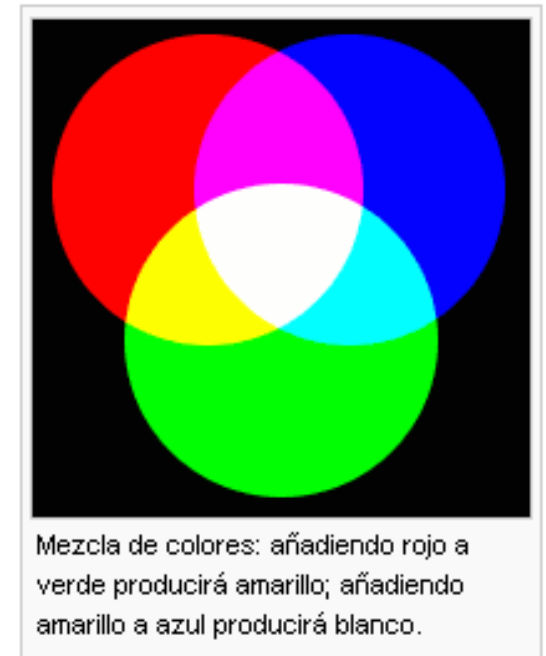 Mezcla de colores: añadiendo rojo a
verde producirá amarillo; añadiendo
amarillo a azul producirá blanco.